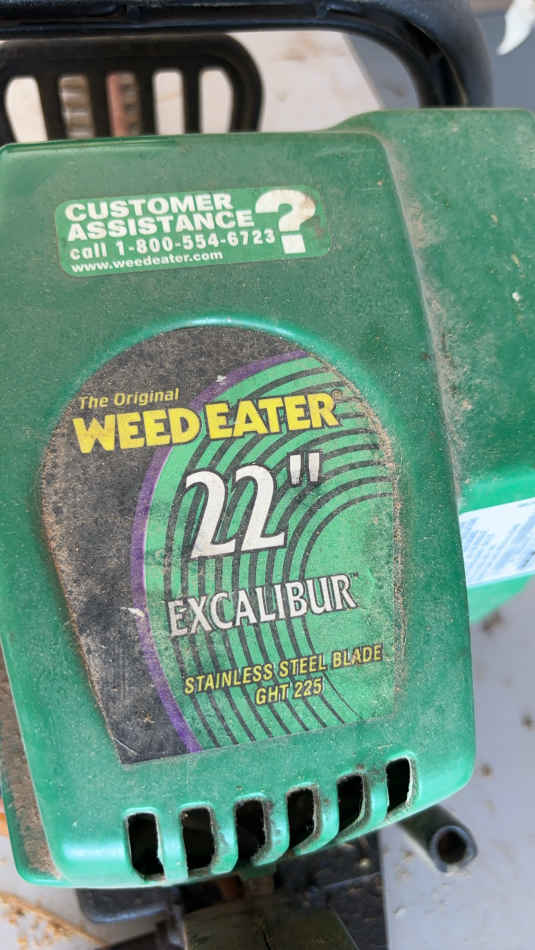 CUSTOMER
ASSISTANCE ?
call 1-800-554-6723
www.weedeater.com
The Original
WEED EATER®
22"
EXCALIBUR™
STAINLESS STEEL BLADE
GHT 225